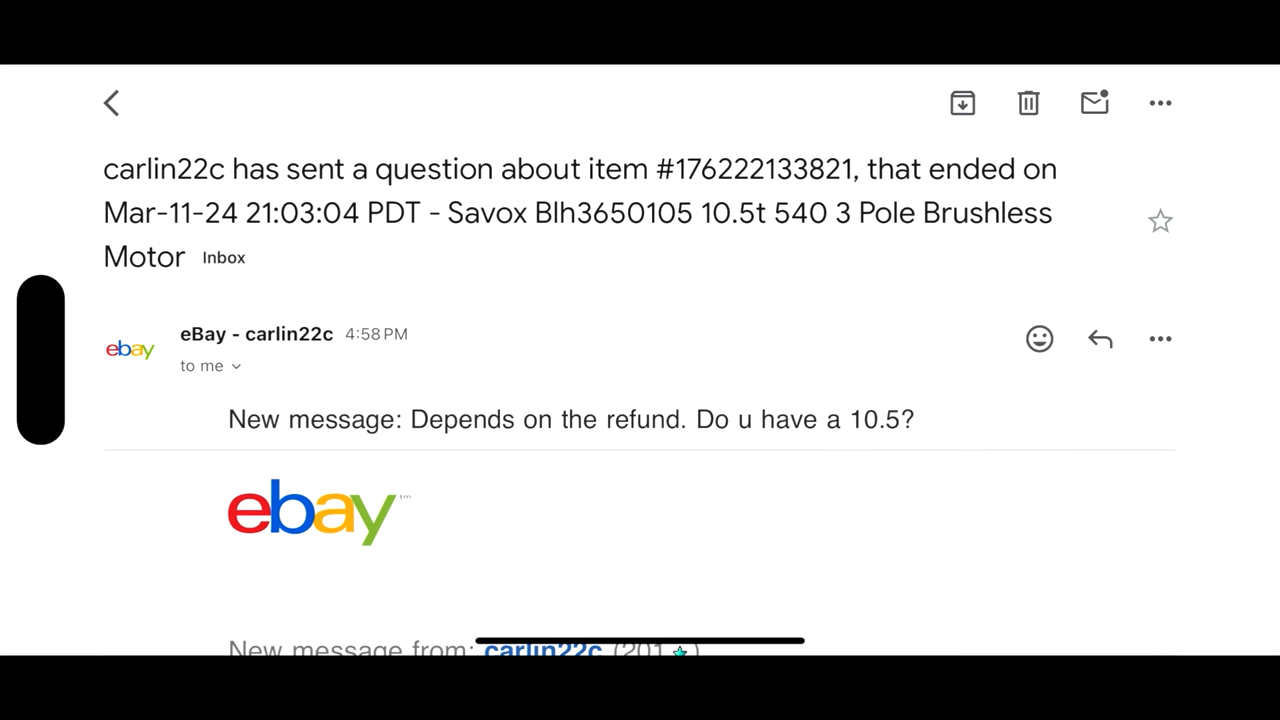 carlin22c has sent a question about item #176222133821, that ended on
Mar-11-24 21:03:04 PDT - Savox Blh3650105 10.5t 540 3 Pole Brushless
Motor Inbox
ebay
eBay - carlin22c 4:58 PM
to me
New message: Depends on the refund. Do u have a 10.5?
ebay™
New message from: carlin22c (201